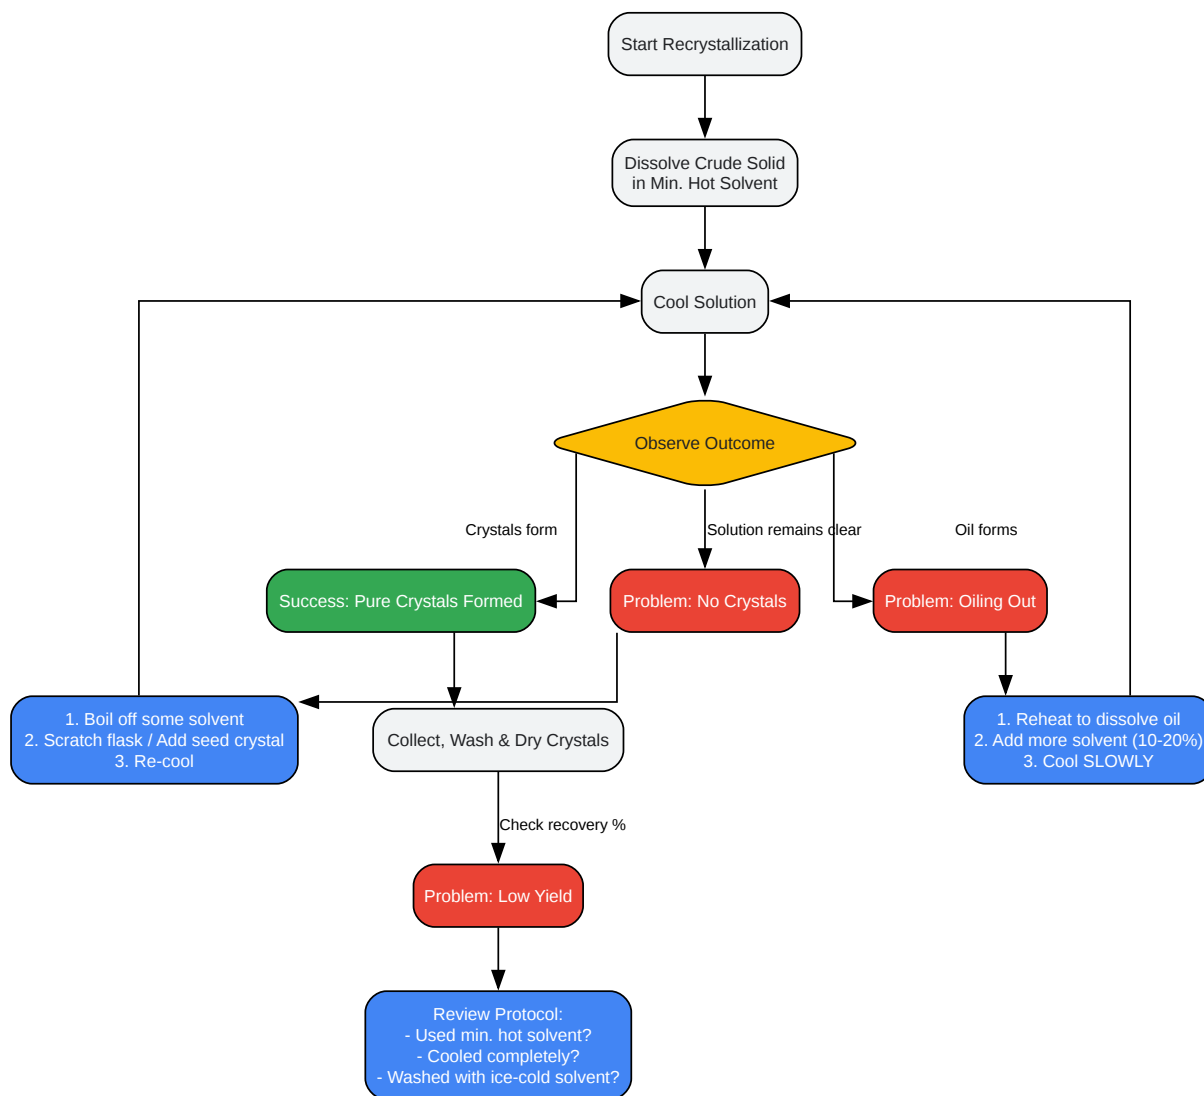 Start Recrystallization
Dissolve Crude Solid
in Min. Hot Solvent
Cool Solution
Observe Outcome
Crystals form
Solution remains clear
Oil forms
Success: Pure Crystals Formed
Problem: No Crystals
Problem: Oiling Out
1. Boil off some solvent
2. Scratch flask / Add seed crystal
3. Re-cool
Collect, Wash & Dry Crystals
1. Reheat to dissolve oil
2. Add more solvent (10-20%)
3. Cool SLOWLY
Check recovery %
Problem: Low Yield
Review Protocol:
- Used min. hot solvent?
- Cooled completely?
- Washed with ice-cold solvent?